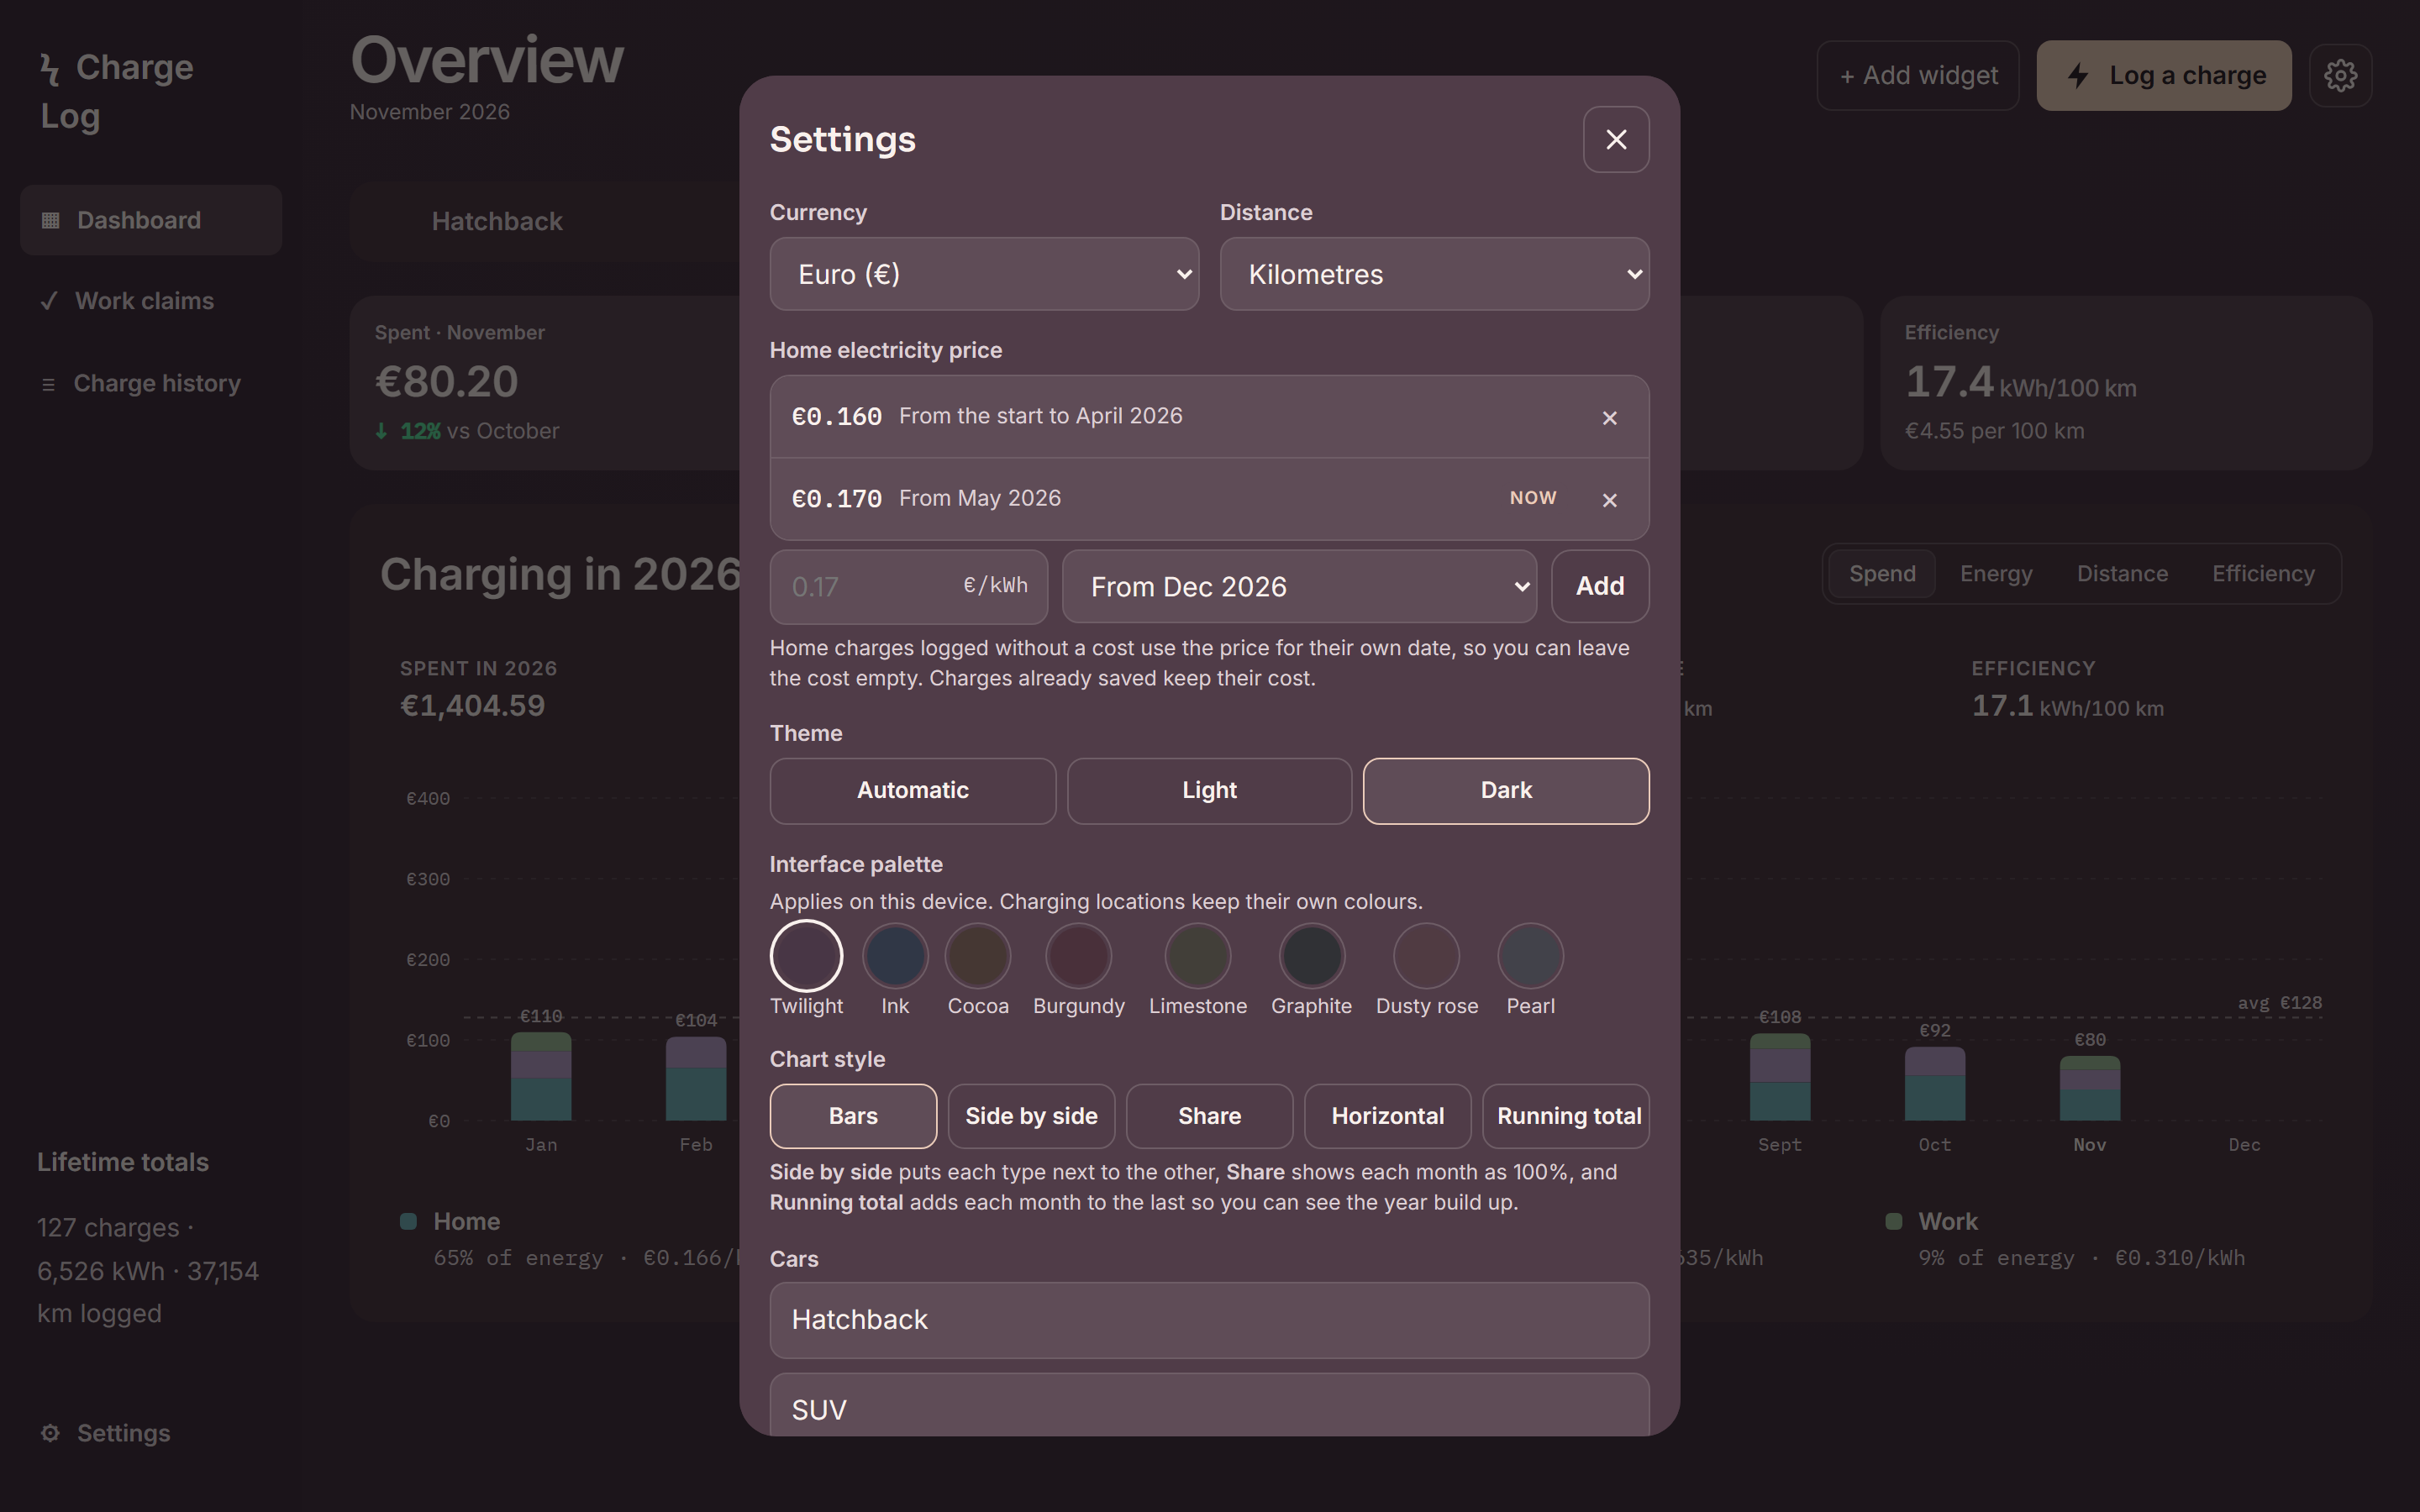 Charge
Log
Dashboard
Work claims
Charge history
Lifetime totals
127 charges ·
6,526 kWh · 37,154
km logged
Settings
Overview
November 2026
+ Add widget
Log a charge
Hatchback
Spent · November
€80.20
↓ 12% vs October
Efficiency
17.4 kWh/100 km
€4.55 per 100 km
Charging in 2026
Spend
Energy
Distance
Efficiency
SPENT IN 2026
€1,404.59
km
EFFICIENCY
17.1 kWh/100 km
€400
€300
€200
€100
€0
€110
€104
€108
€92
€80
avg €128
Jan
Feb
Sept
Oct
Nov
Dec
Home
65% of energy · €0.166/
35/kWh
Work
9% of energy · €0.310/kWh
Settings
Currency
Distance
Euro (€)
Kilometres
Home electricity price
€0.160 From the start to April 2026
€0.170 From May 2026
NOW
0.17
€/kWh
From Dec 2026
Add
Home charges logged without a cost use the price for their own date, so you can leave
the cost empty. Charges already saved keep their cost.
Theme
Automatic
Light
Dark
Interface palette
Applies on this device. Charging locations keep their own colours.
Twilight
Ink
Cocoa
Burgundy
Limestone
Graphite
Dusty rose
Pearl
Chart style
Bars
Side by side
Share
Horizontal
Running total
Side by side puts each type next to the other, Share shows each month as 100%, and
Running total adds each month to the last so you can see the year build up.
Cars
Hatchback
SUV